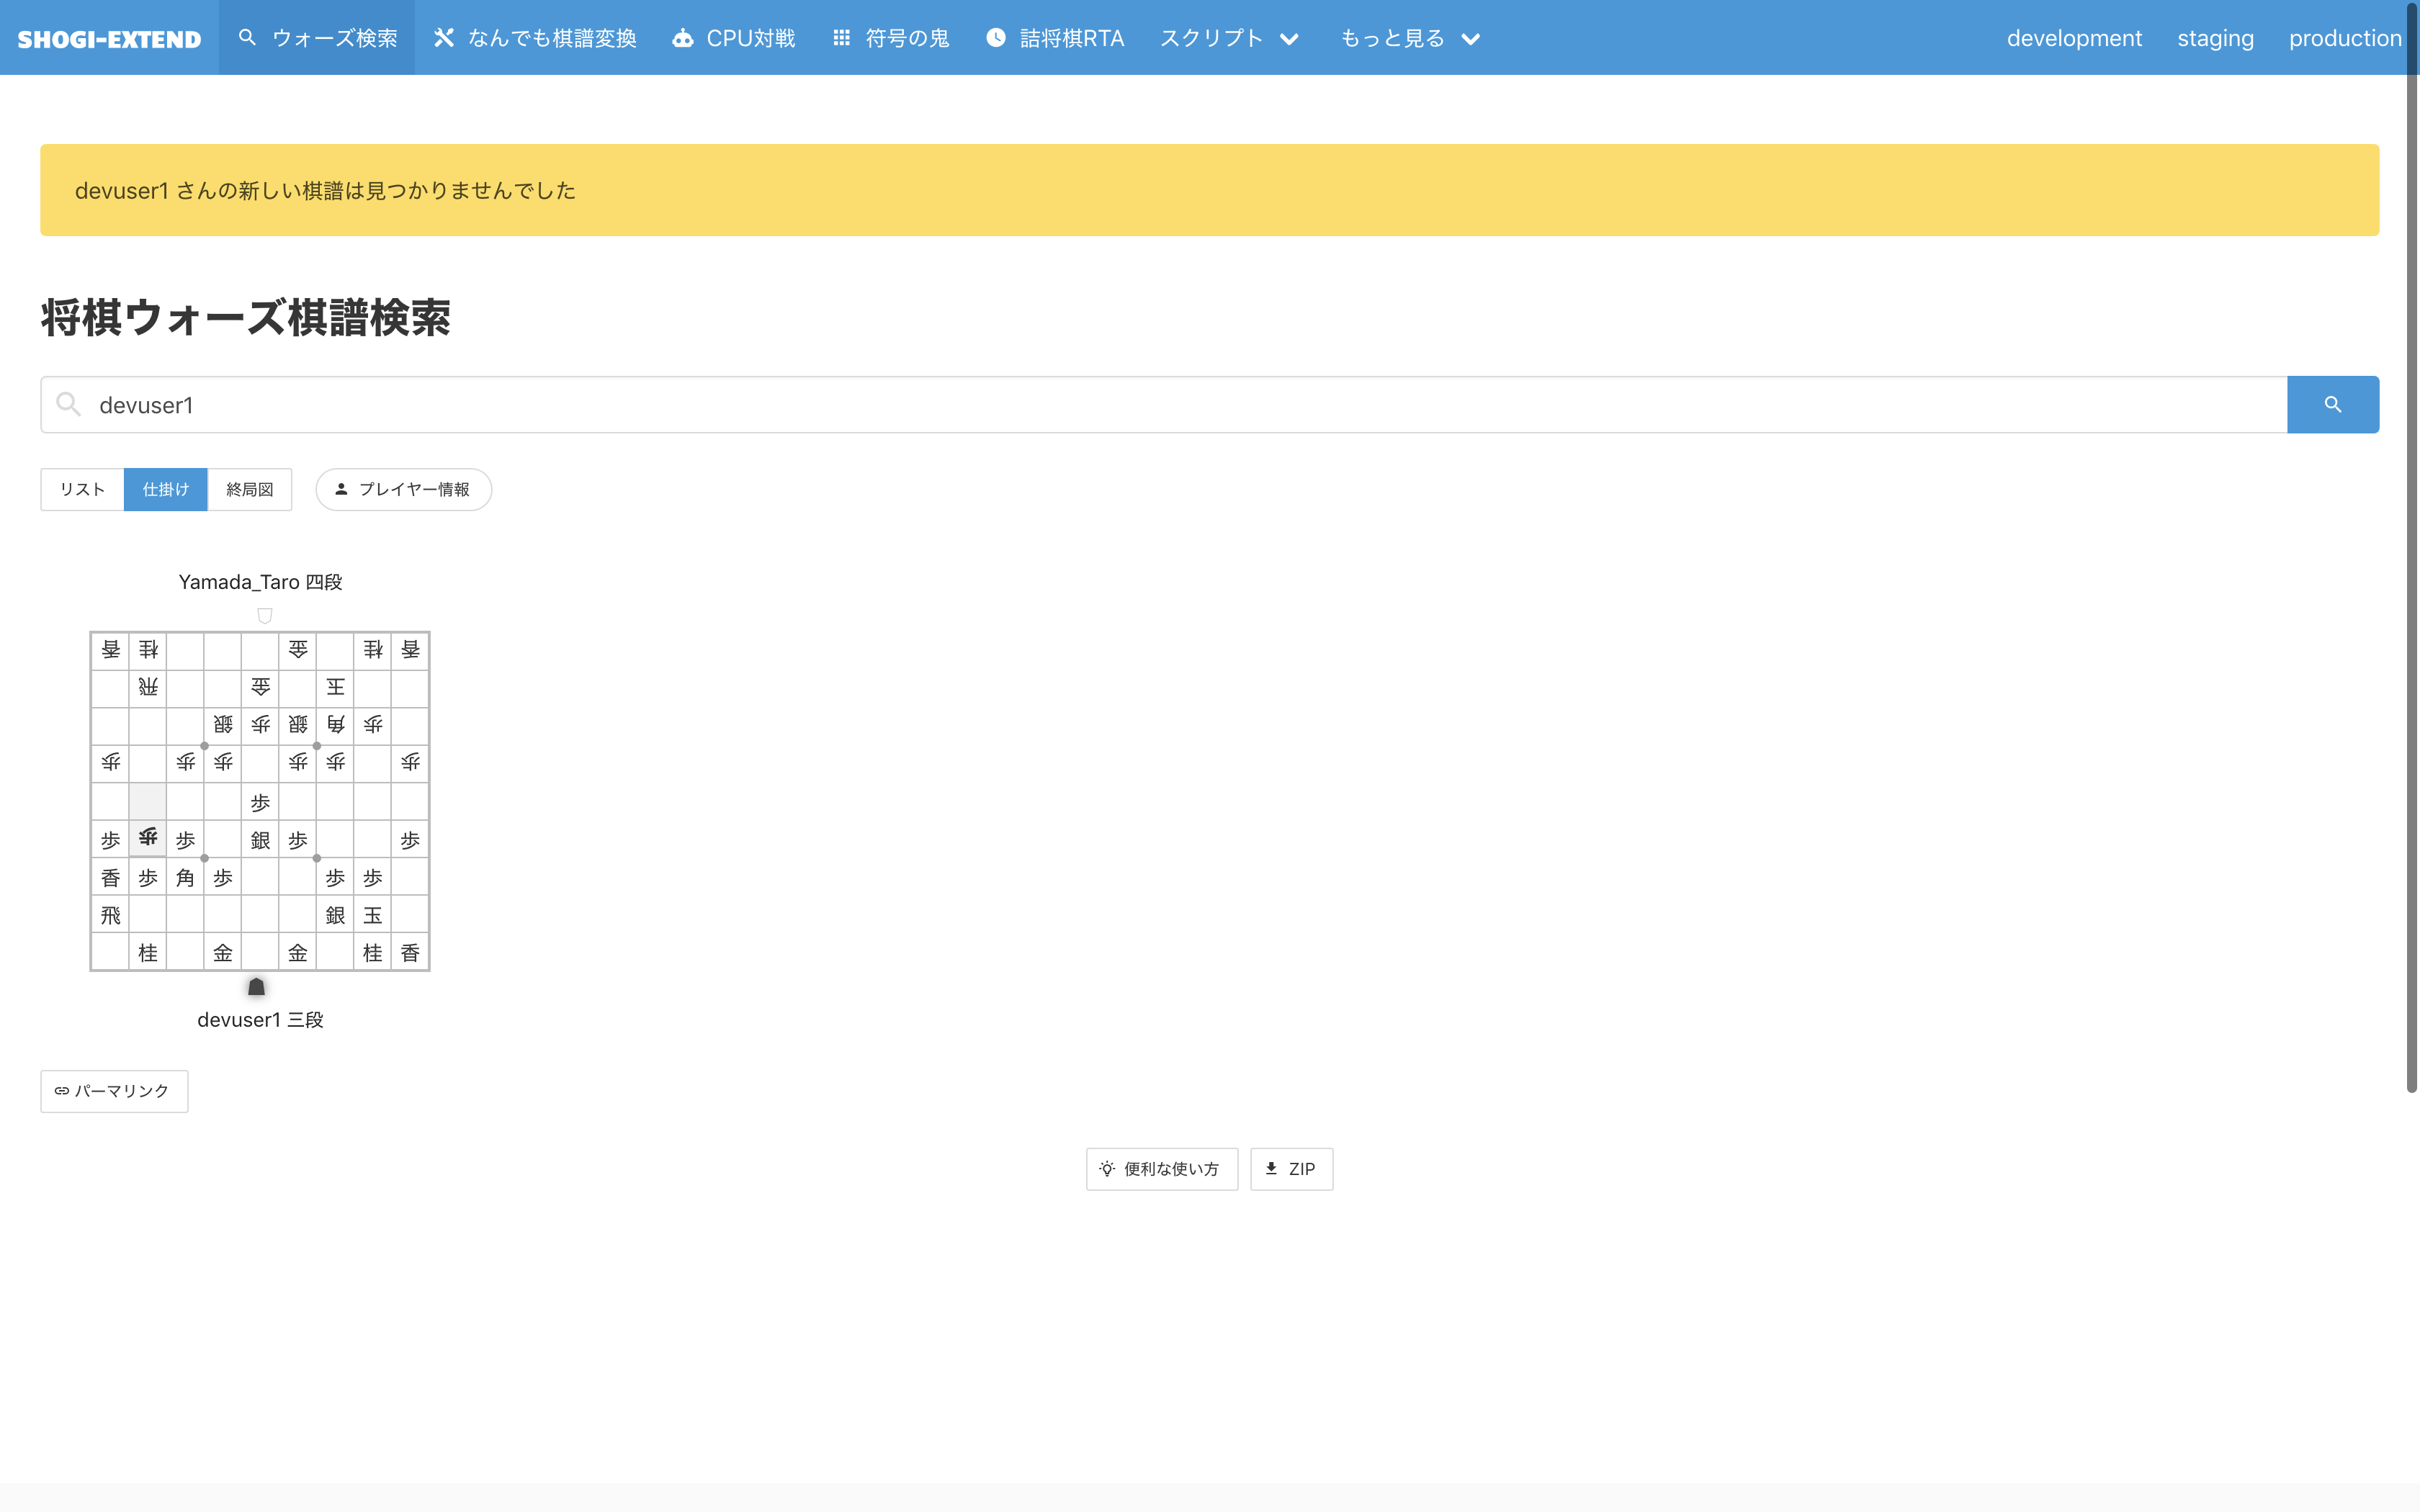 SHOGI-EXTEND ウォーズ検索 なんでも棋譜変換 CPU対戦 符号の鬼 詰将棋RTA スクリプト もっと見る development staging production
devuser1 さんの新しい棋譜は見つかりませんでした
将棋ウォーズ棋譜検索
devuser1
リスト 仕掛け 終局図 プレイヤー情報
Yamada_Taro 四段
香 桂 金 桂 香
飛 金 王
銀 歩 銀 角 歩
歩 歩 歩 歩 歩 歩
歩
歩 歩 歩 銀 歩 歩
香 歩 角 歩 歩 歩
飛 銀 玉
桂 金 金 桂 香
devuser1 三段
パーマリンク
便利な使い方 ZIP